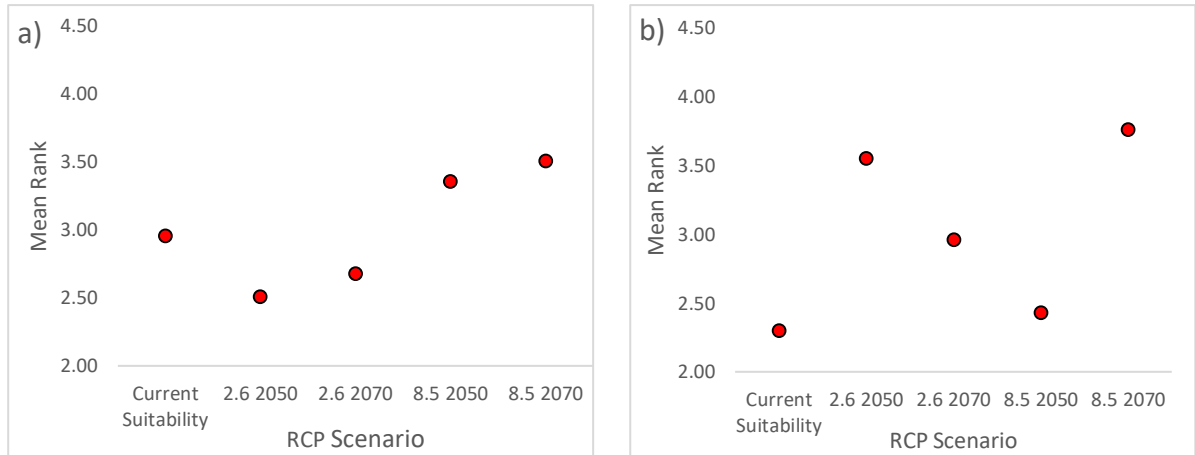 a)
4.50
4.00
3.50
3.00
2.50
2.00
Mean Rank
Current Suitability
2.6 2050
2.6 2070
8.5 2050
8.5 2070
RCP Scenario
b)
4.50
4.00
3.50
3.00
2.50
2.00
Mean Rank
Current Suitability
2.6 2050
2.6 2070
8.5 2050
8.5 2070
RCP Scenario